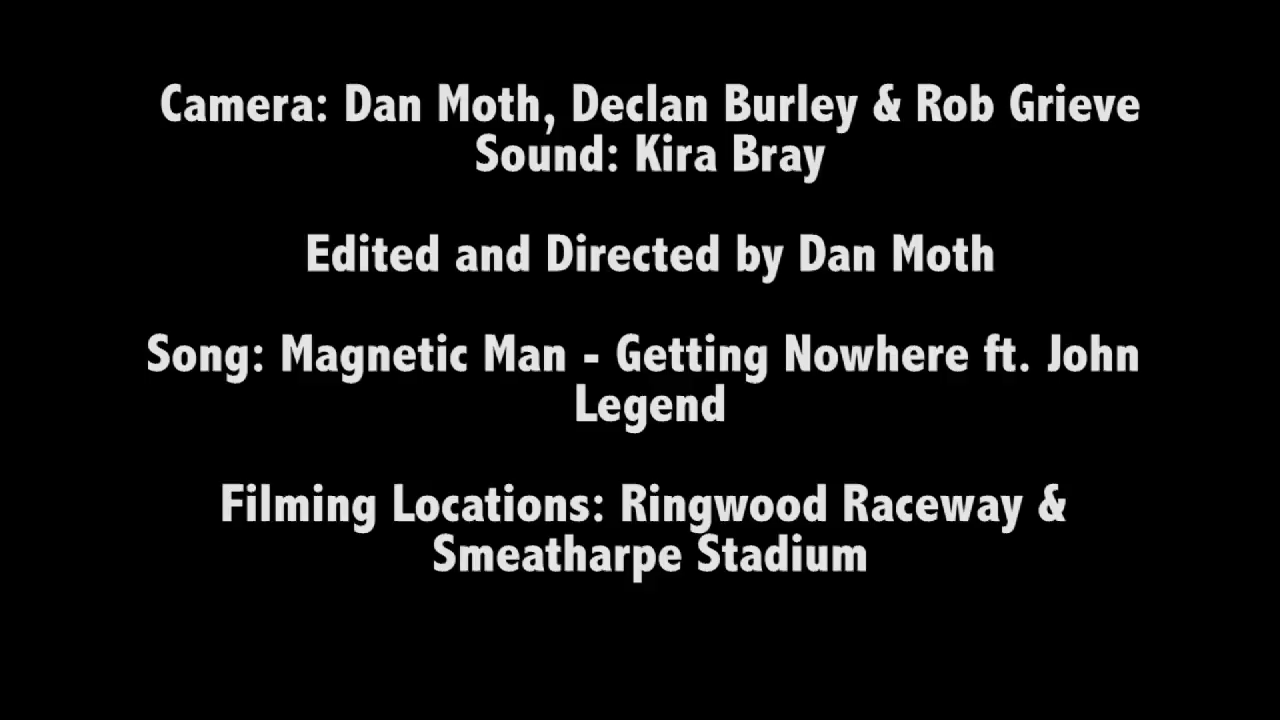 Camera: Dan Moth, Declan Burley & Rob Grieve
Sound: Kira Bray
Edited and Directed by Dan Moth
Song: Magnetic Man - Getting Nowhere ft. John
Legend
Filming Locations: Ringwood Raceway &
Smeatharpe Stadium